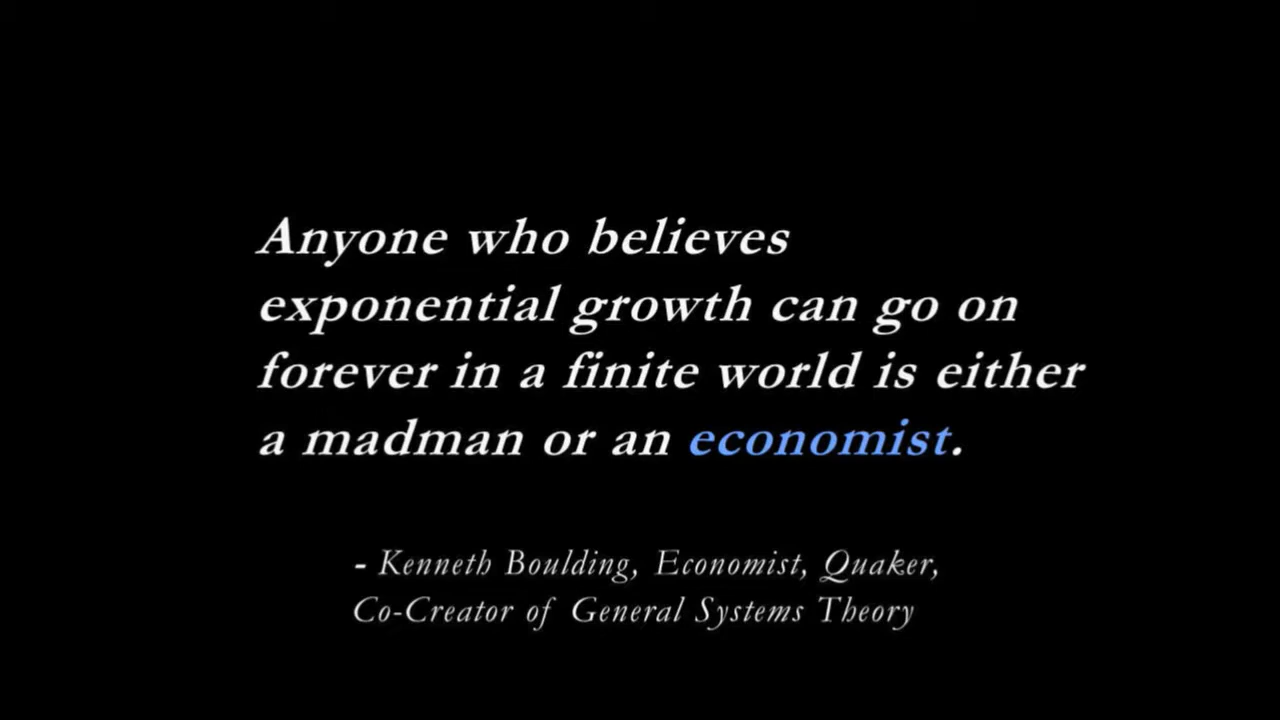 Anyone who believes
exponential growth can go on
forever in a finite world is either
a madman or an economist.
- Kenneth Boulding, Economist, Quaker,
Co-Creator of General Systems Theory